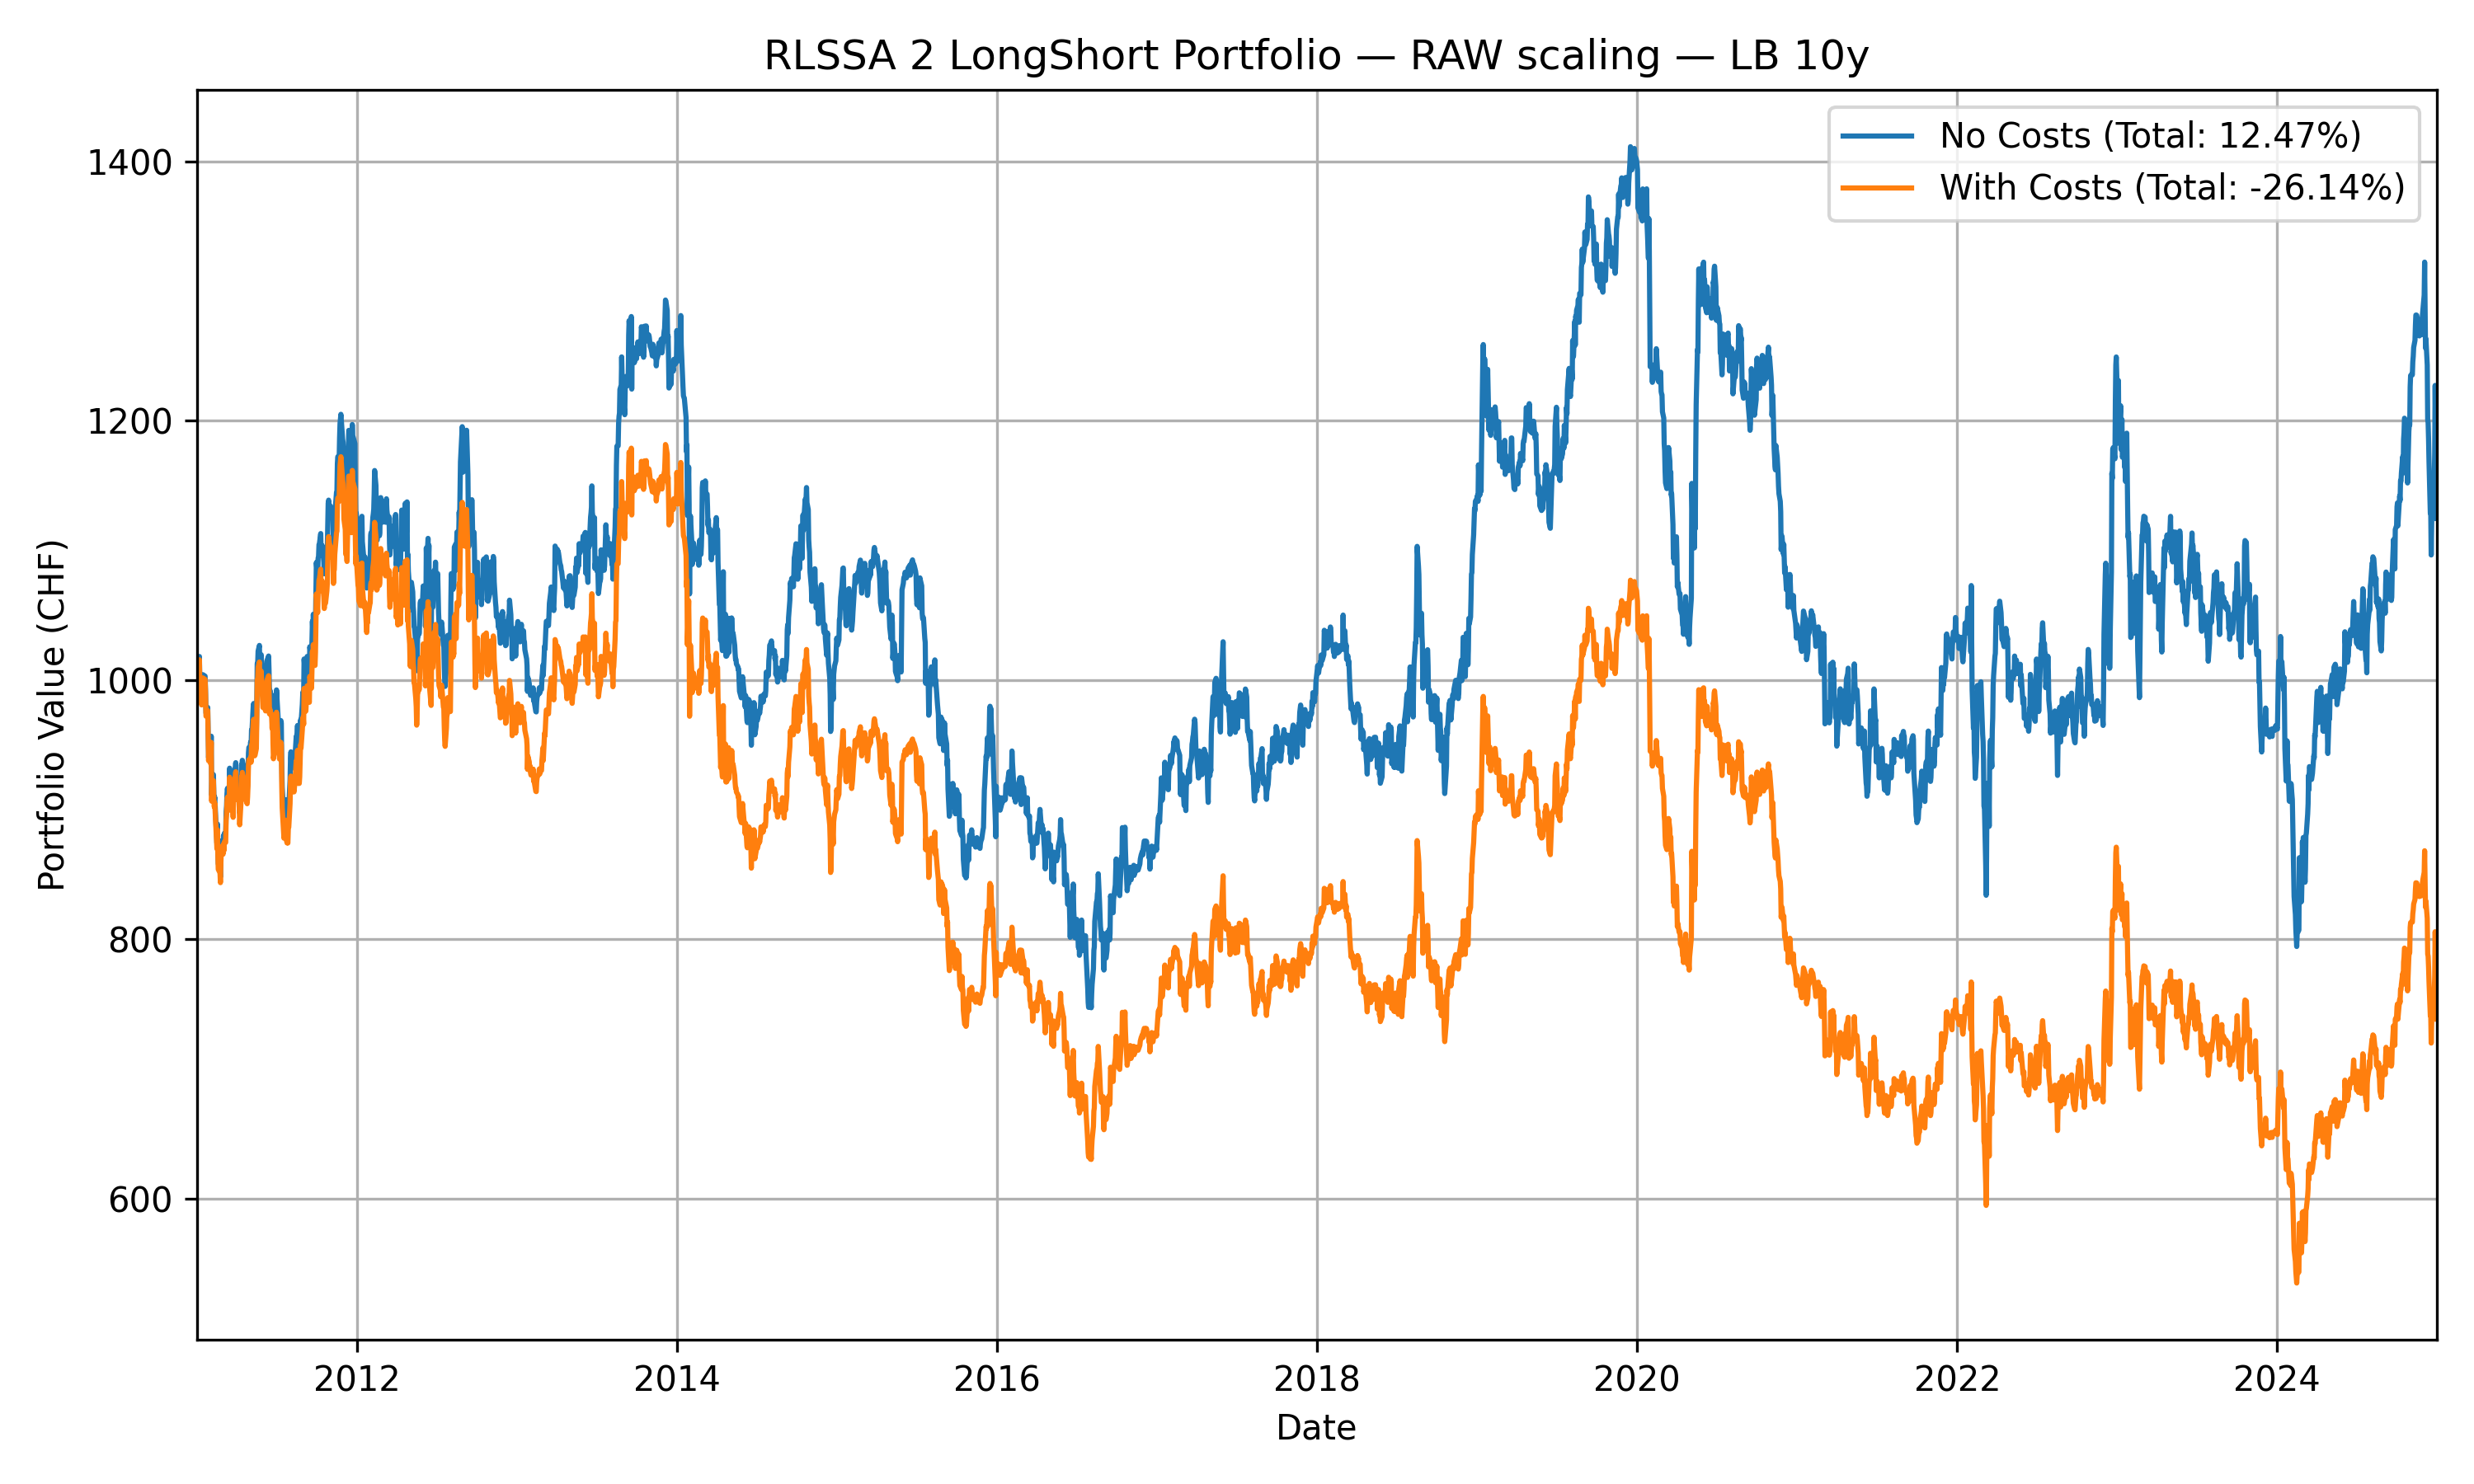 RLSSA 2 LongShort Portfolio — RAW scaling — LB 10y
No Costs (Total: 12.47%)
With Costs (Total: -26.14%)
Portfolio Value (CHF)
1400
1200
1000
800
600
2012
2014
2016
2018
2020
2022
2024
Date